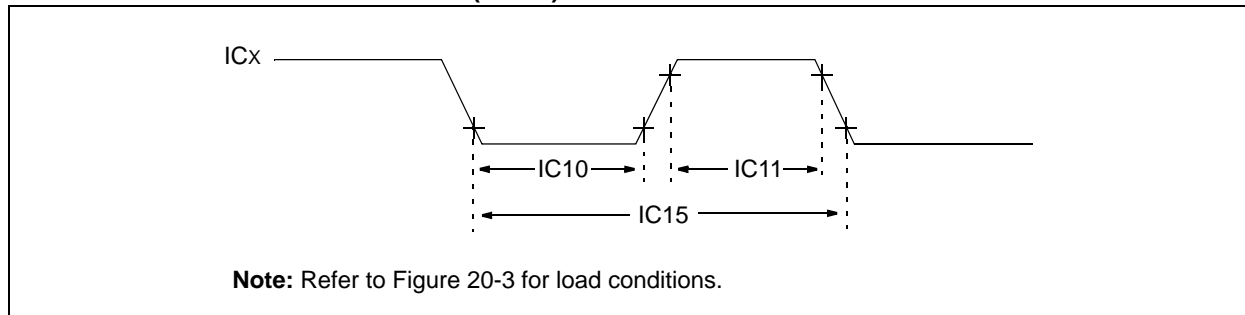 ICx
IC10
IC11
IC15
Note: Refer to Figure 20-3 for load conditions.